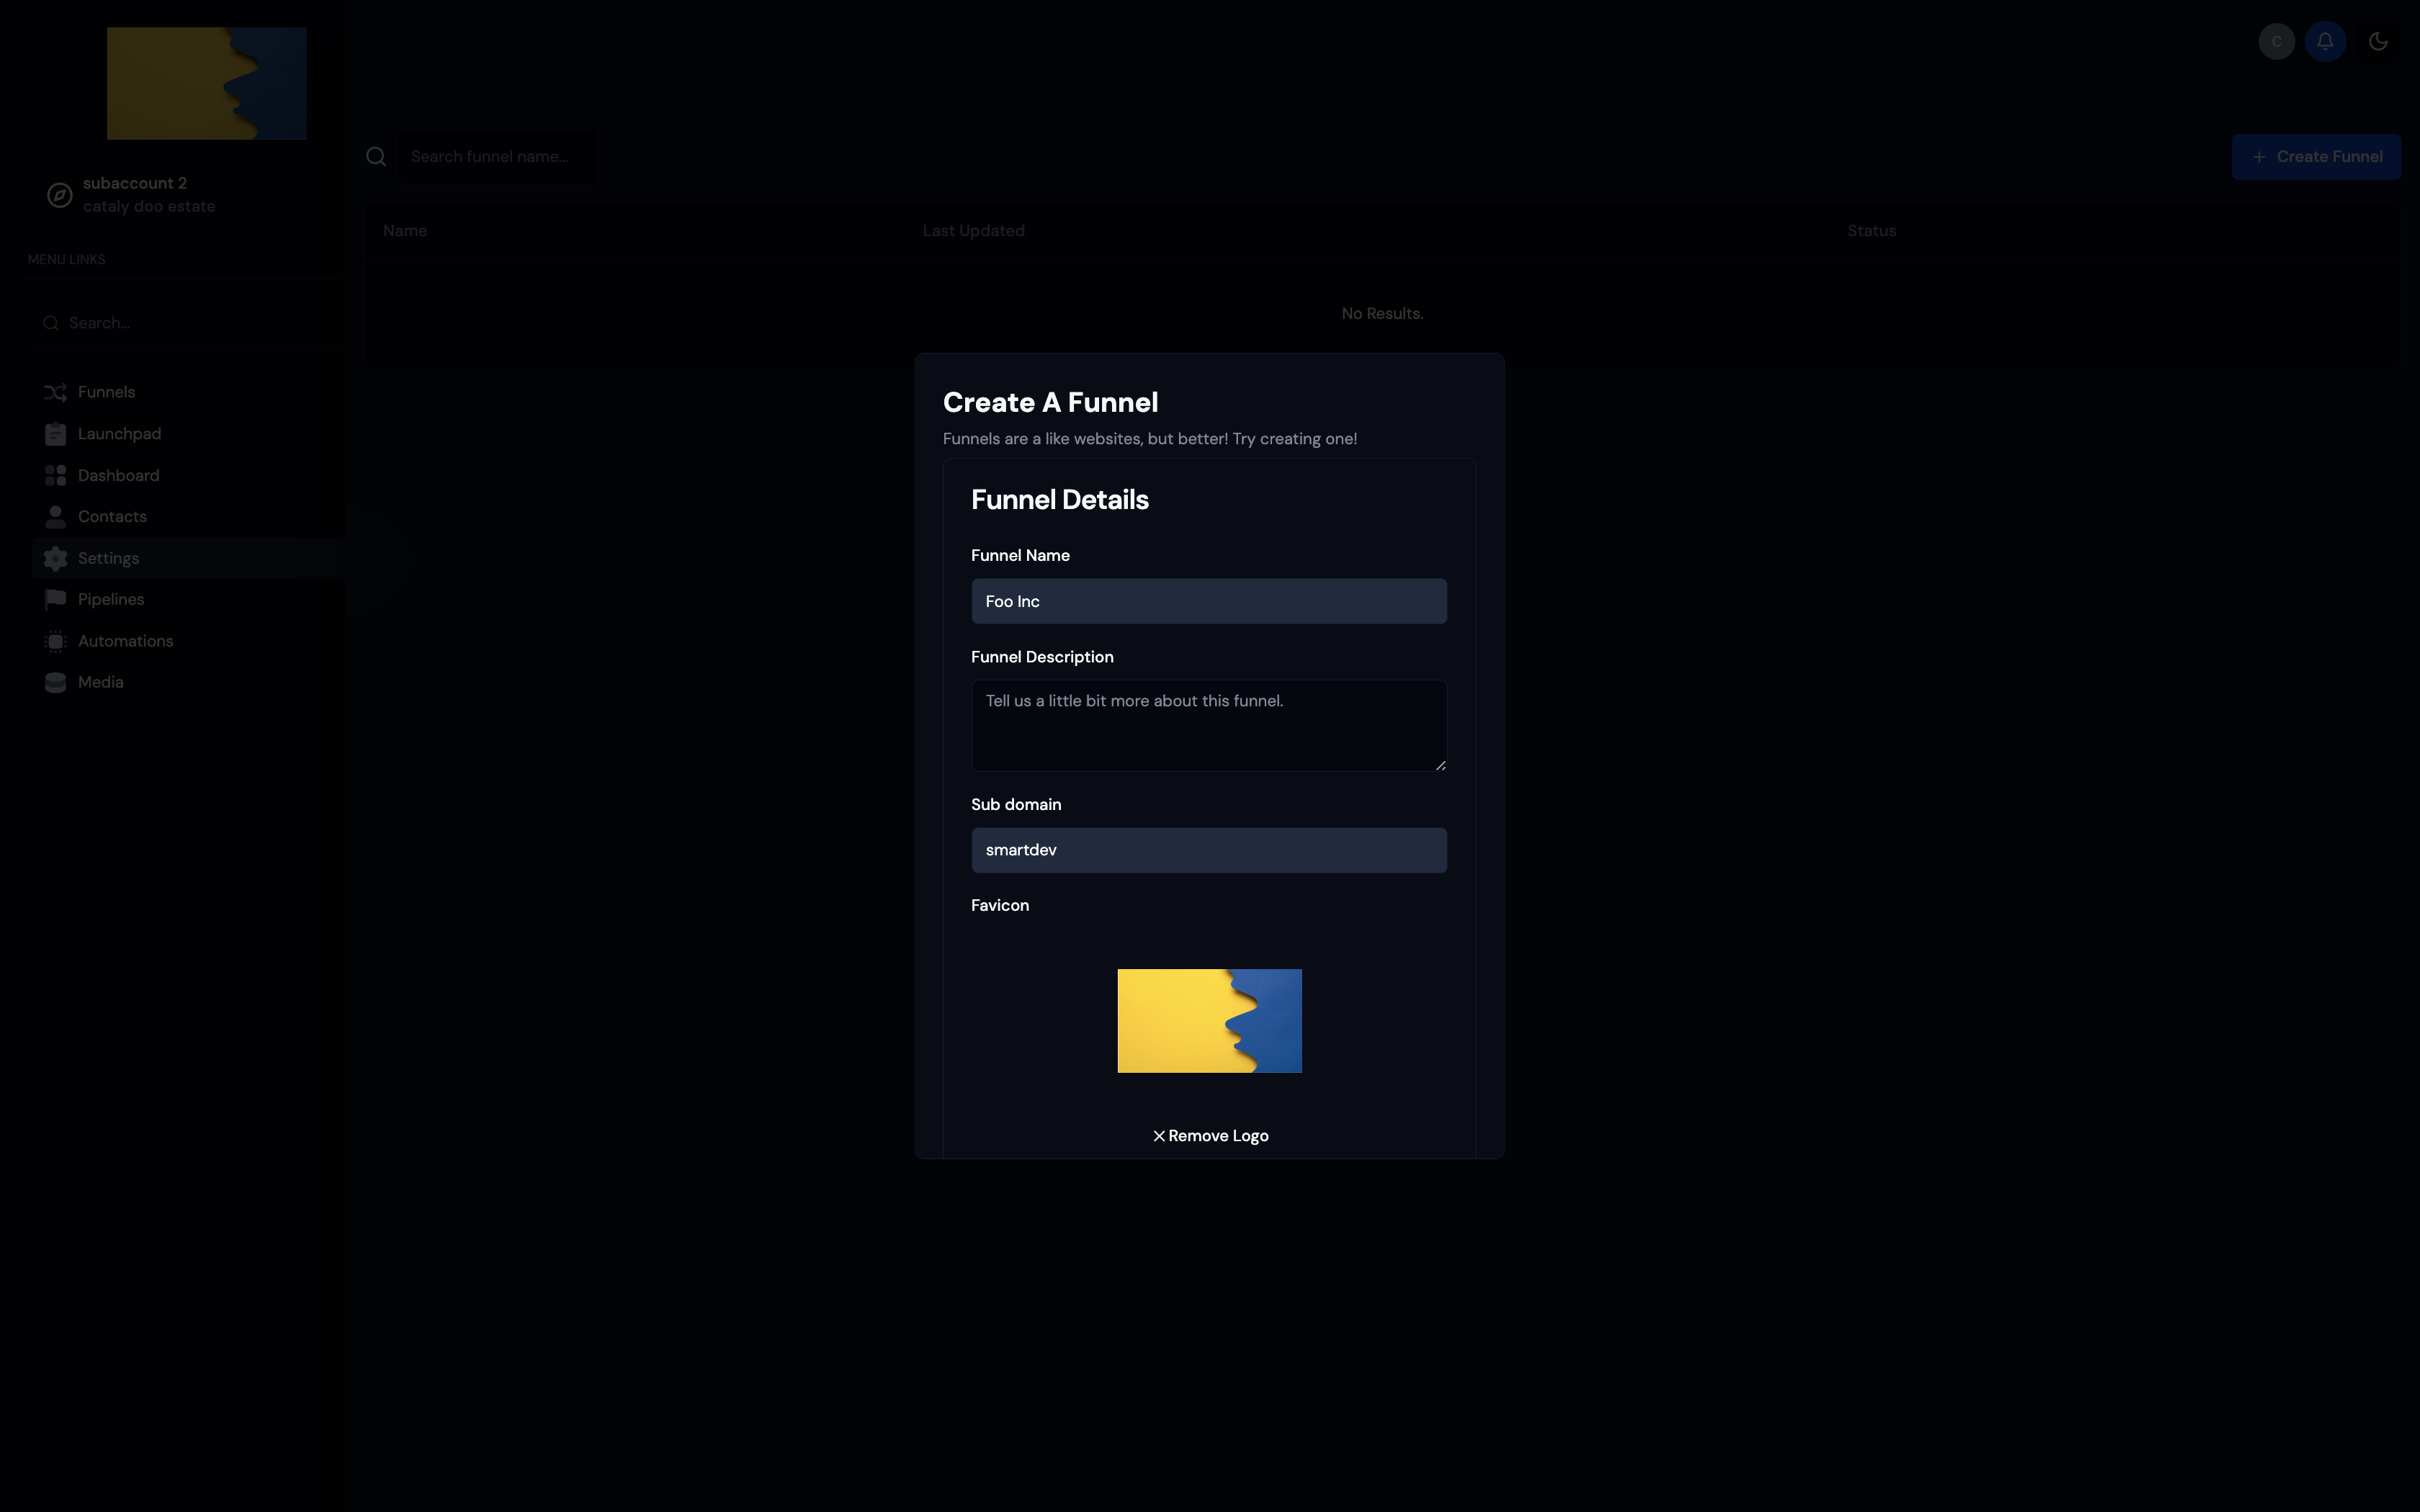 C
subaccount 2
cataly doo estate
MENU LINKS
Search...
Funnels
Launchpad
Dashboard
Contacts
Settings
Pipelines
Automations
Media
Search funnel name...
Create Funnel
Name
Last Updated
Status
No Results.
Create A Funnel
Funnels are a like websites, but better! Try creating one!
Funnel Details
Funnel Name
Foo Inc
Funnel Description
Tell us a little bit more about this funnel.
Sub domain
smartdev
Favicon
Remove Logo